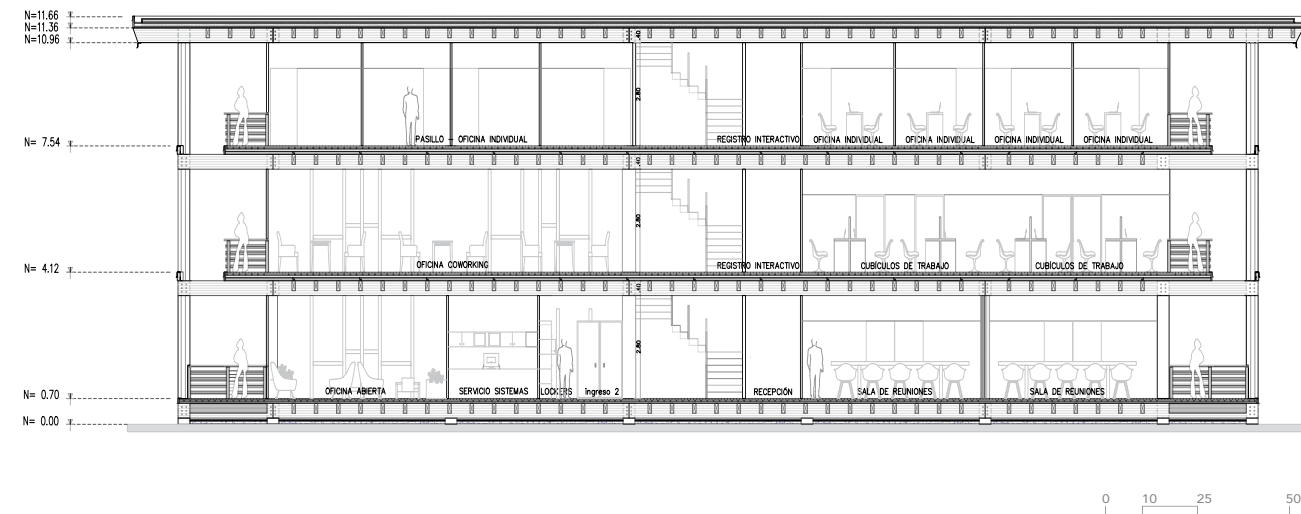 N=11.66
N=11.36
N=10.96
.40
2.80
PASILLO - OFICINA INDIVIDUAL
REGISTRO INTERACTIVO
OFICINA INDIVIDUAL
OFICINA INDIVIDUAL
OFICINA INDIVIDUAL
OFICINA INDIVIDUAL
N= 7.54
.40
2.80
OFICINA COWORKING
REGISTRO INTERACTIVO
CUBÍCULOS DE TRABAJO
CUBÍCULOS DE TRABAJO
N= 4.12
.40
2.80
OFICINA ABIERTA
SERVICIO SISTEMAS
LOCKERS
ingreso 2
RECEPCIÓN
SALA DE REUNIONES
SALA DE REUNIONES
N= 0.70
N= 0.00
0 10 25 50